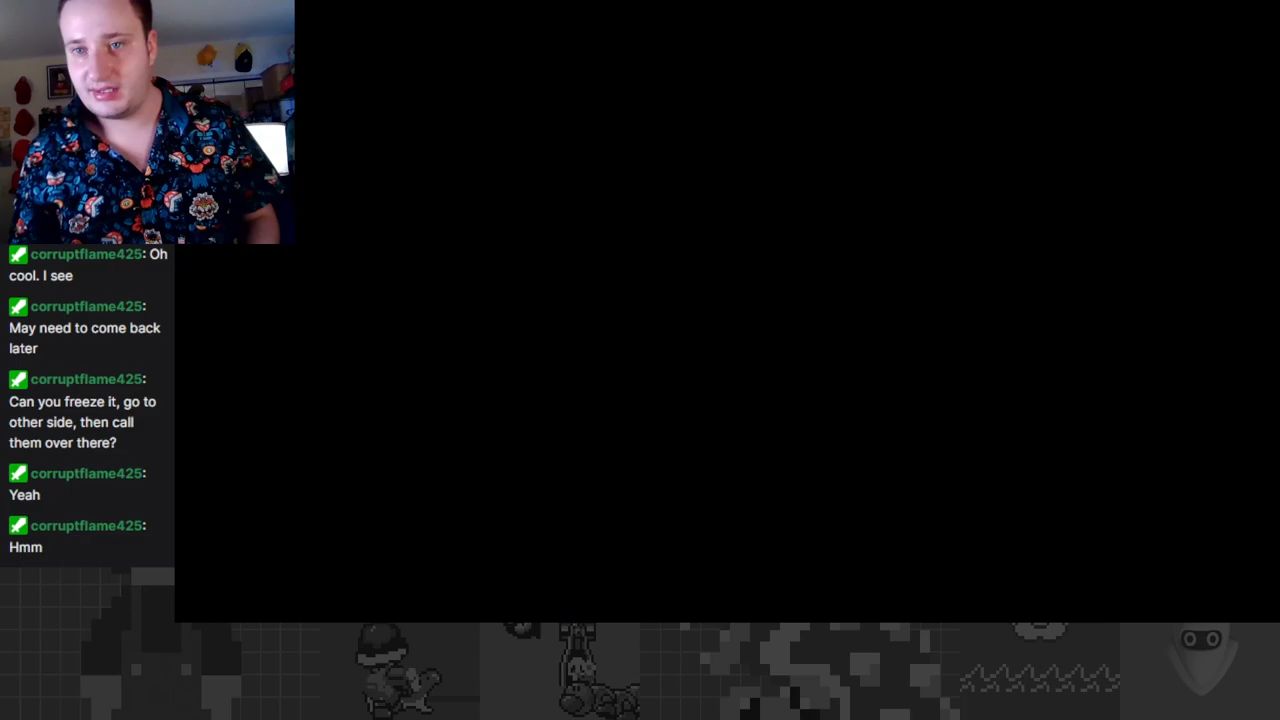 corruptflame425: Oh
cool. I see
corruptflame425:
May need to come back
later
corruptflame425:
Can you freeze it, go to
other side, then call
them over there?
corruptflame425:
Yeah
corruptflame425:
Hmm